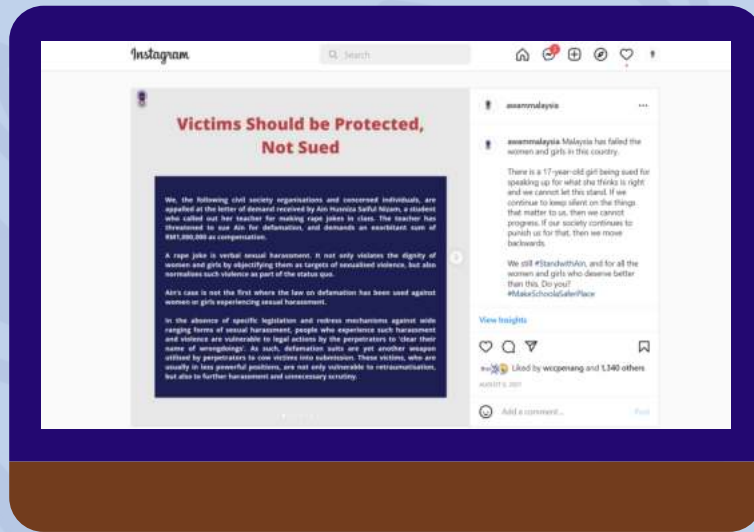 Instagram
Search
Victims Should be Protected,
Not Sued
We, the following civil society organisations and concerned individuals, are
appalled at the letter of demand received by Ain Husniza Saiful Nizam, a student
who called out her teacher for making rape jokes in class. The teacher has
threatened to sue Ain for defamation, and demands an exorbitant sum of
RM1,000,000 as compensation.
A rape joke is verbal sexual harassment. It not only violates the dignity of
women and girls by objectifying them as targets of sexualised violence, but also
normalises such violence as part of the status quo.
Ain's case is not the first where the law on defamation has been used against
women or girls experiencing sexual harassment.
In the absence of specific legislation and redress mechanisms against wide
ranging forms of sexual harassment, people who experience such harassment
and violence are vulnerable to legal actions by the perpetrators to 'clear their
name of wrongdoings'. As such, defamation suits are yet another weapon
utilised by perpetrators to cow victims into submission. These victims, who are
usually in less powerful positions, are not only vulnerable to retraumatisation,
but also to further harassment and unnecessary scrutiny.
awammalaysia
awammalaysia Malaysia has failed the
women and girls in this country.
There is a 17-year-old girl being sued for
speaking up for what she thinks is right
and we cannot let this stand. If we
continue to keep silent on the things
that matter to us, then we cannot
progress. If our society continues to
punish us for that, then we move
backwards.
We still #StandwithAin, and for all the
women and girls who deserve better
than this. Do you?
#MakeSchoolaSaferPlace
View Insights
Liked by wccpenang and 1,340 others
Add a comment...
Post